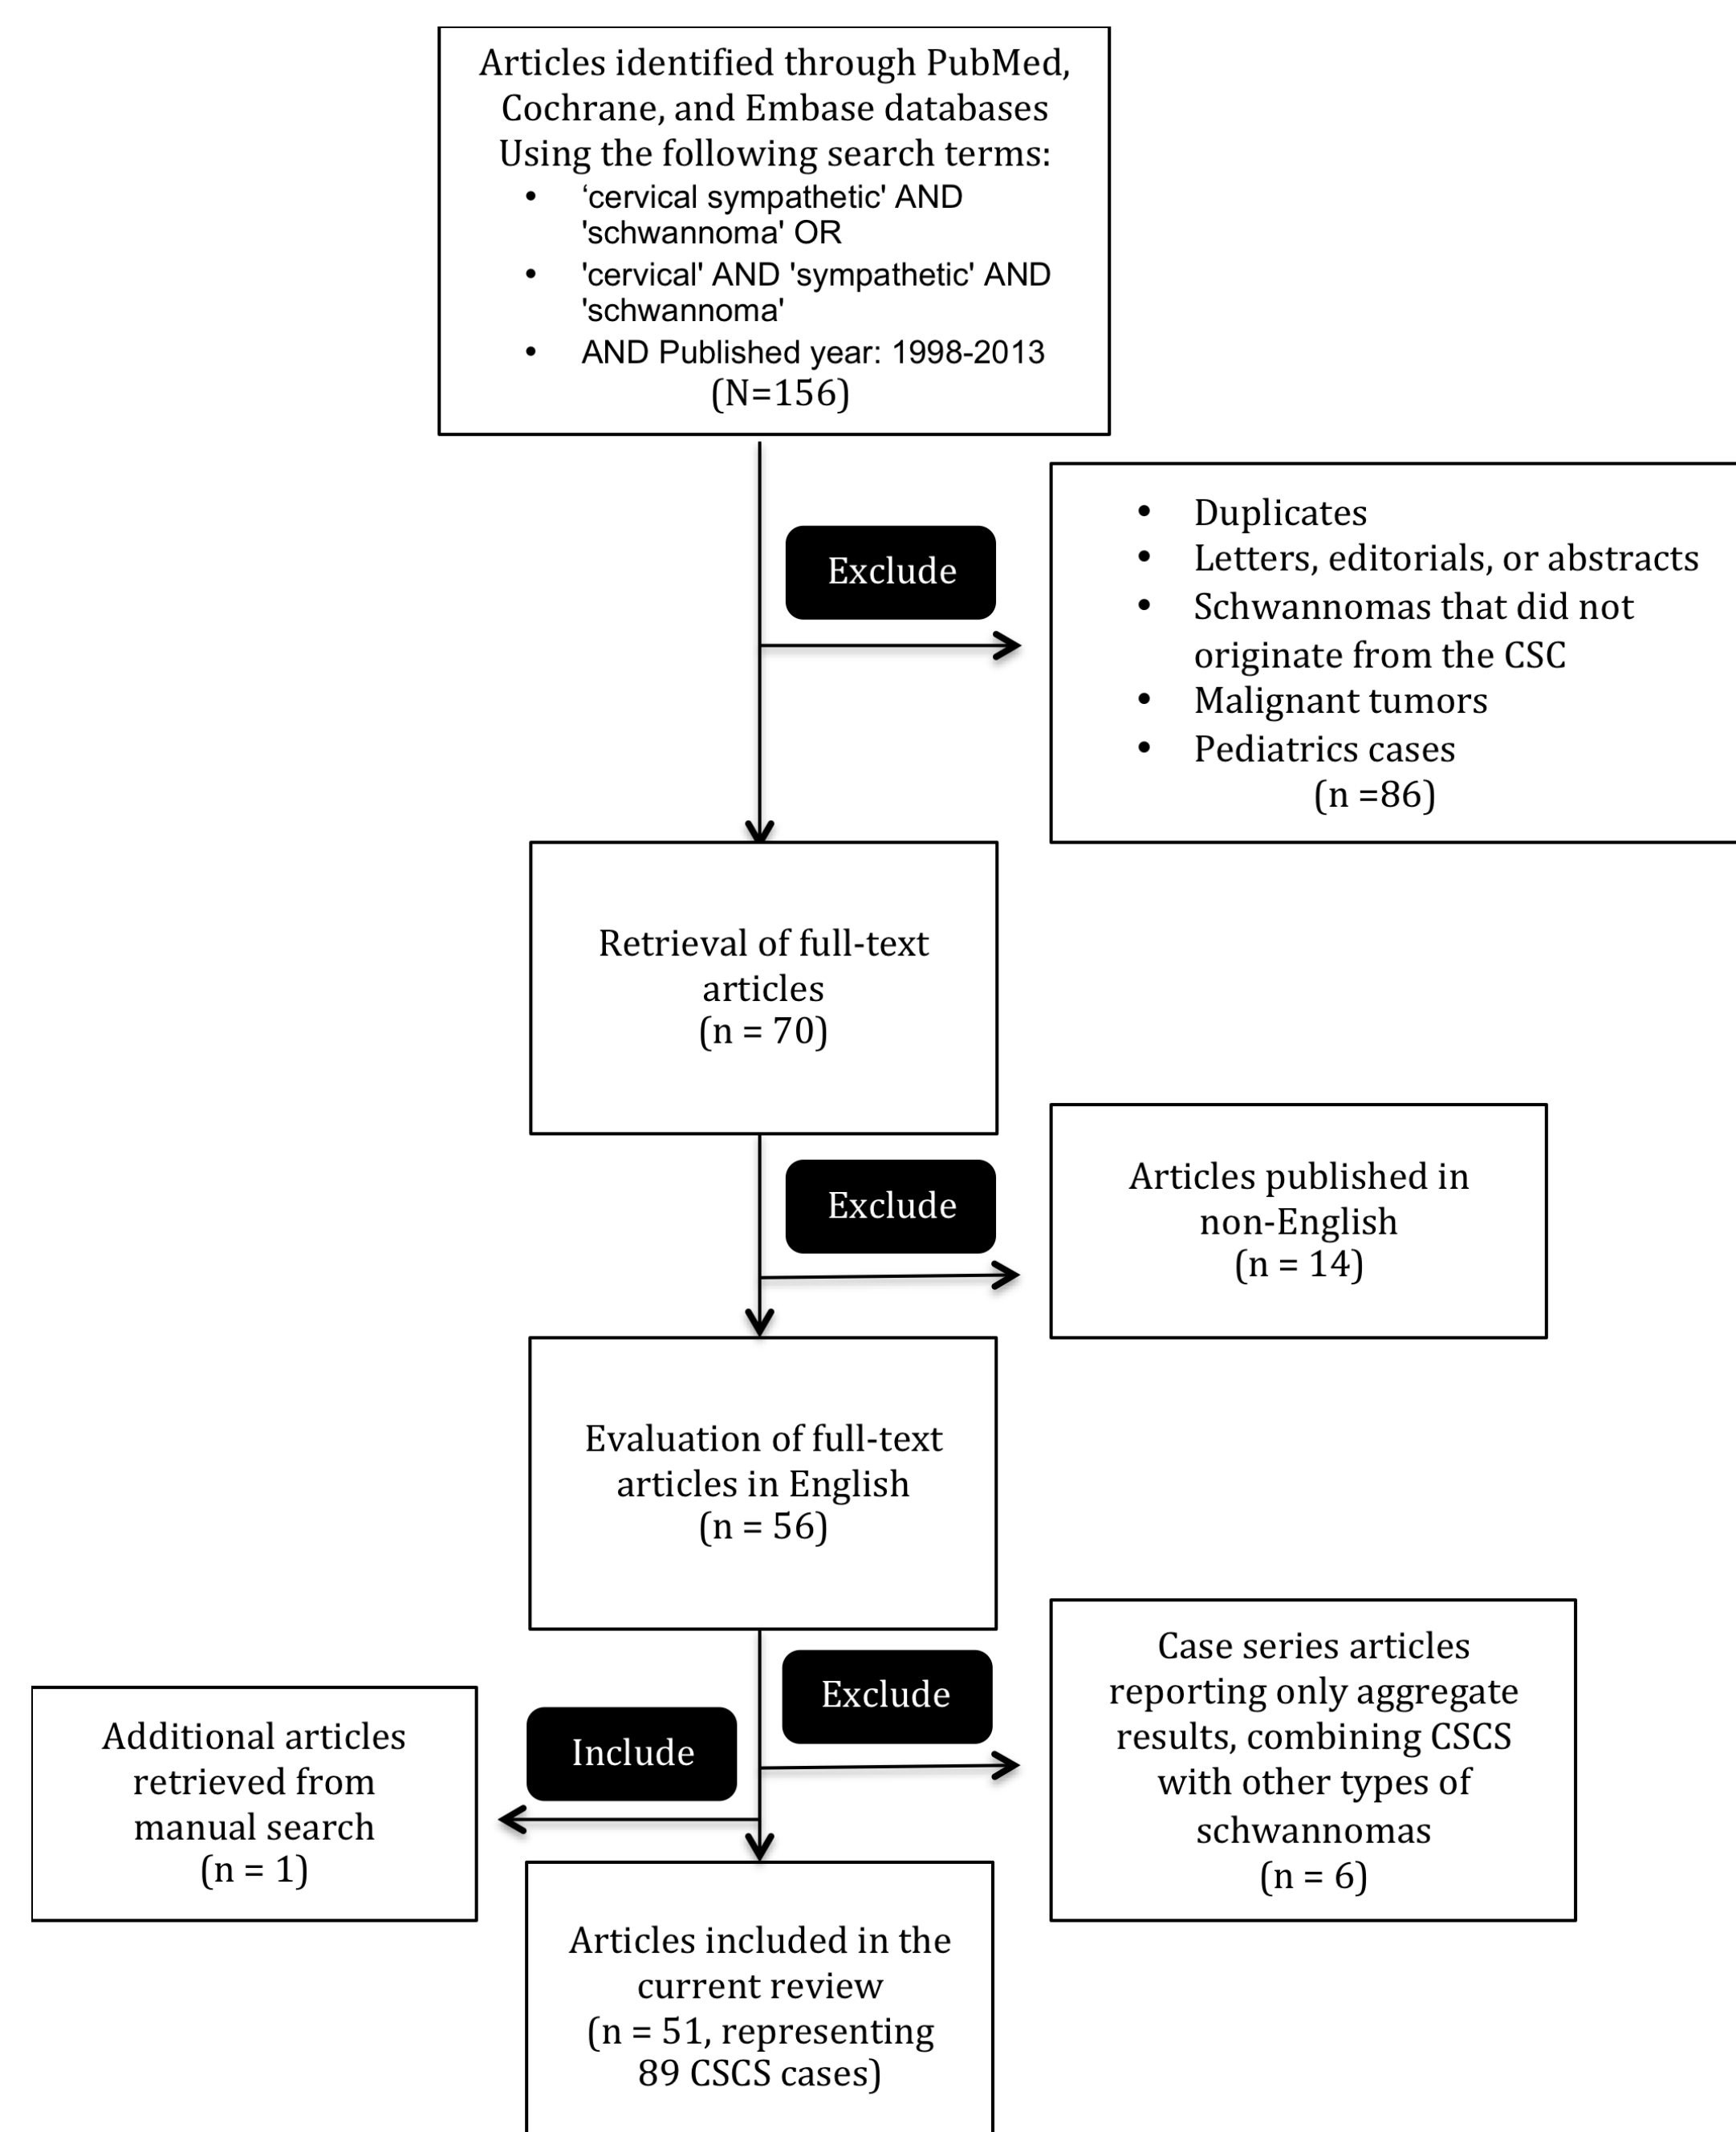 Articles identified through PubMed,
Cochrane, and Embase databases
Using the following search terms:
• ‘cervical sympathetic' AND
'schwannoma' OR
• 'cervical' AND 'sympathetic' AND
'schwannoma'
• AND Published year: 1998-2013
(N=156)
Exclude
• Duplicates
• Letters, editorials, or abstracts
• Schwannomas that did not
originate from the CSC
• Malignant tumors
• Pediatrics cases
(n =86)
Retrieval of full-text
articles
(n = 70)
Exclude
Articles published in
non-English
(n = 14)
Evaluation of full-text
articles in English
(n = 56)
Exclude
Case series articles
reporting only aggregate
results, combining CSCS
with other types of
schwannomas
(n = 6)
Include
Additional articles
retrieved from
manual search
(n = 1)
Articles included in the
current review
(n = 51, representing
89 CSCS cases)